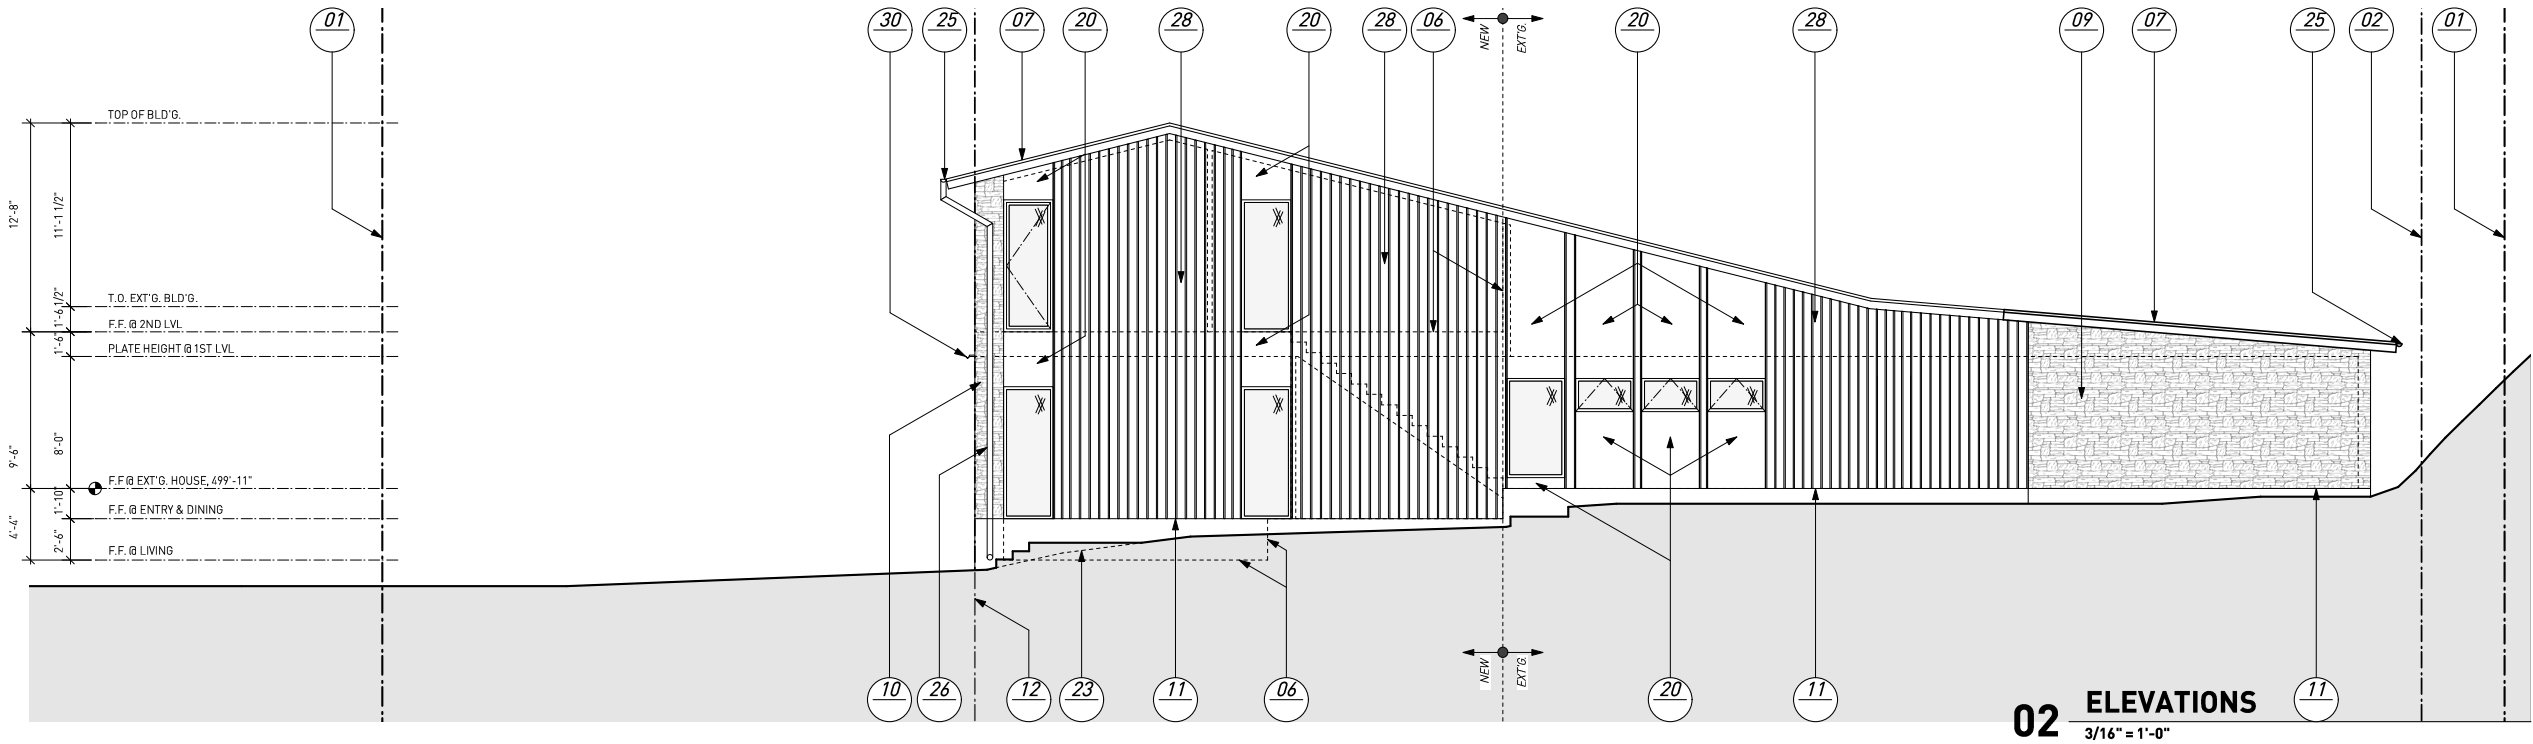 01 30 25 07 20 28 20 28 06 20 28 09 07 25 02 01
NEW EXT'G.
TOP OF BLD'G.
12'-8" 11'-1 1/2"
T.O. EXT'G. BLD'G.
1'-6 1/2"
F.F. @ 2ND LVL
1'-6"
PLATE HEIGHT @ 1ST LVL
9'-6" 8'-0"
F.F @ EXT'G. HOUSE, 499'-11"
1'-10"
F.F. @ ENTRY & DINING
4'-4" 2'-6"
F.F. @ LIVING
NEW EXT'G.
10 26 12 23 11 06 20 11 11
02 ELEVATIONS
3/16" = 1'-0"